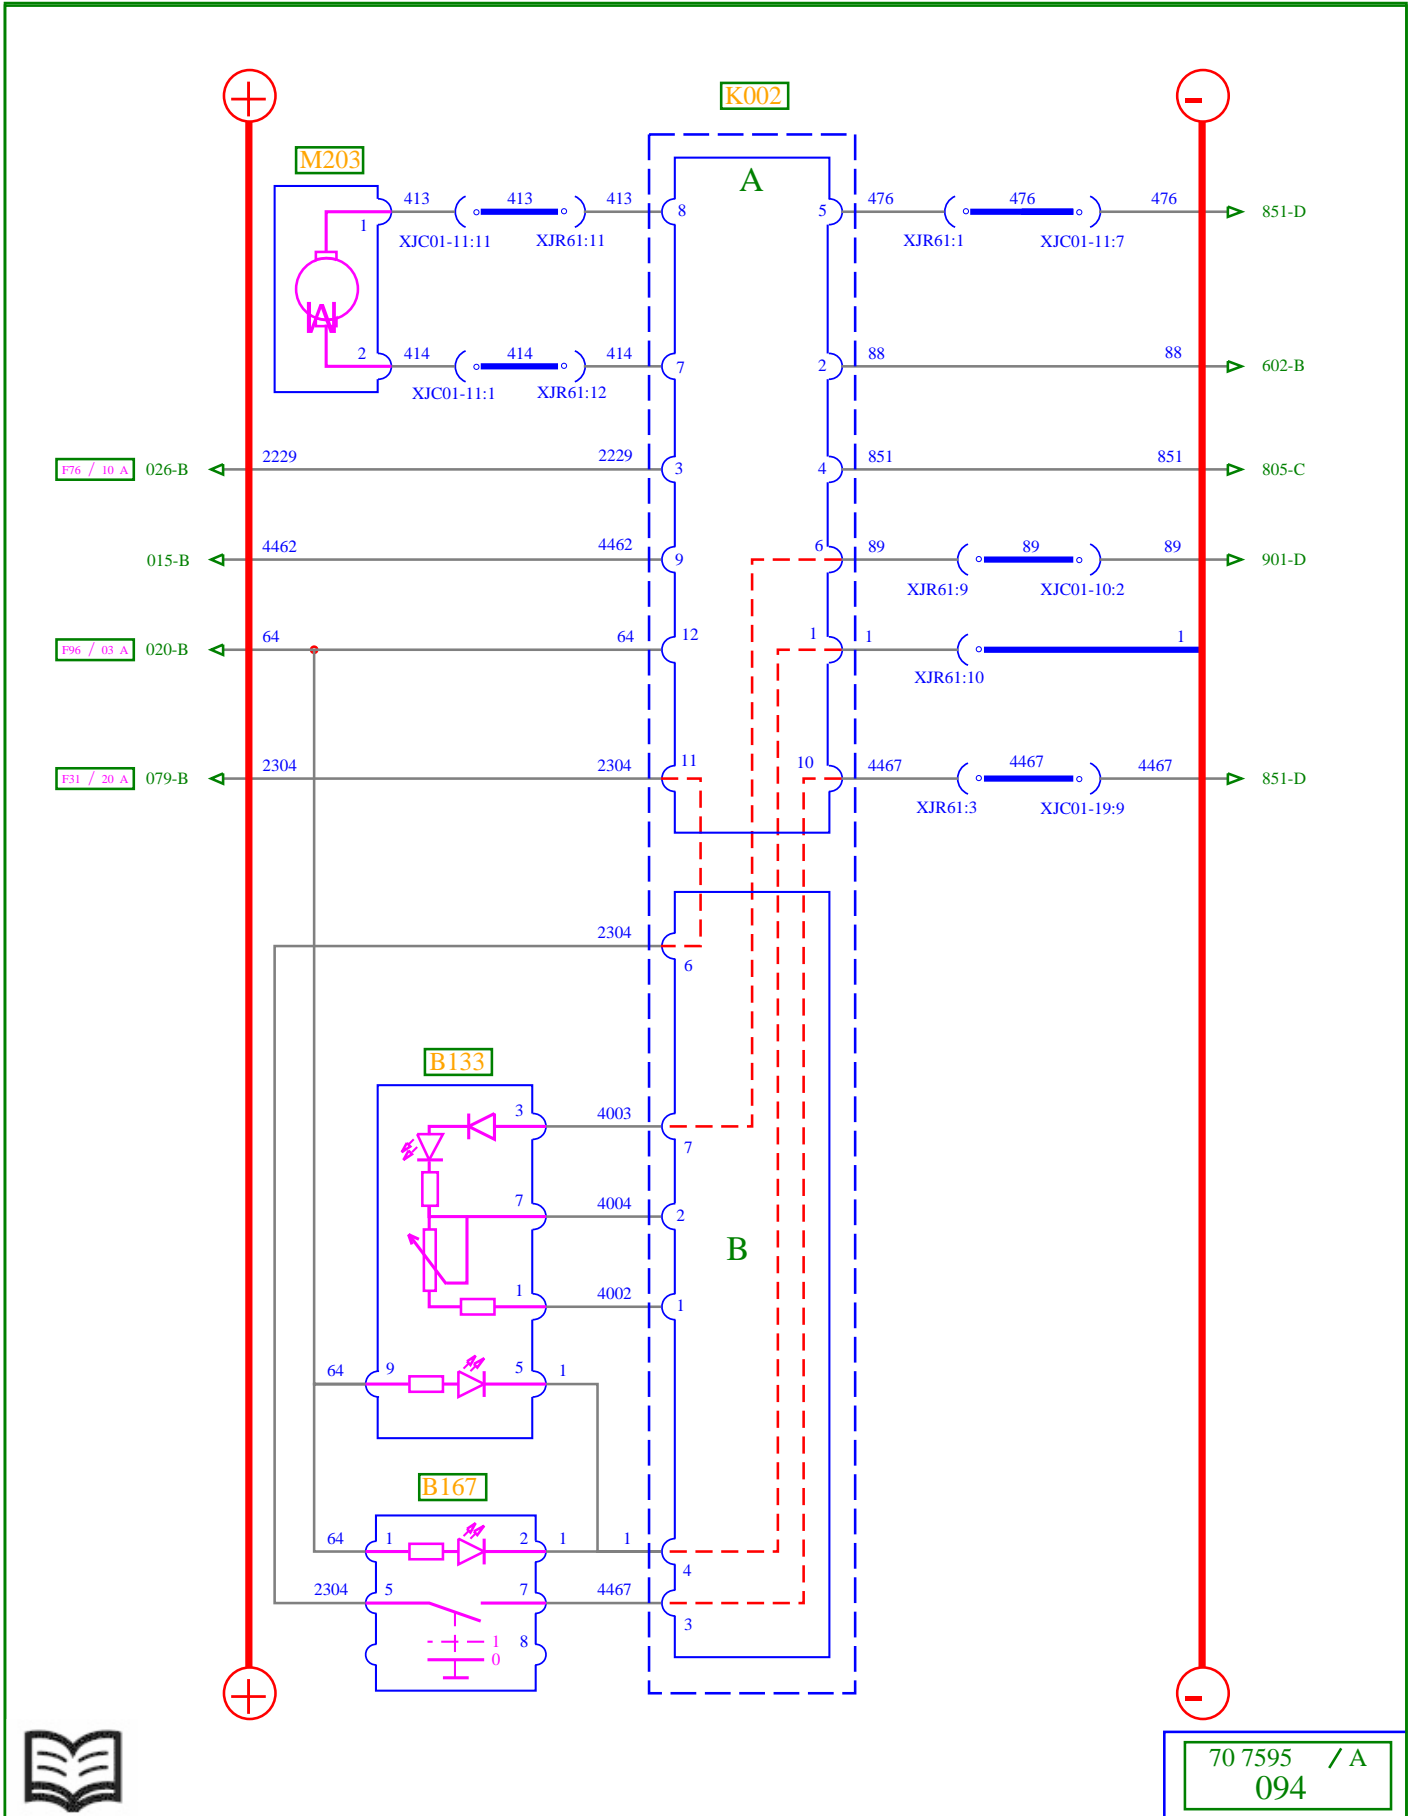 K002
M203
A
413 413 413 8 5 476 476 476
851-D
1
XJC01-11:11 XJR61:11 XJR61:1 XJC01-11:7
M
2 414 414 414 7 2 88 88
602-B
XJC01-11:1 XJR61:12
F76 / 10 A 026-B 2229 2229 3 4 851 851 805-C
015-B 4462 4462 9 6 89 89 89 901-D
XJR61:9 XJC01-10:2
F96 / 03 A 020-B 64 64 12 1 1 1
XJR61:10
F31 / 20 A 079-B 2304 2304 11 10 4467 4467 4467 851-D
XJR61:3 XJC01-19:9
2304
6
B133
3 4003
7
7 4004 2
B
1 4002 1
64 9 5 1
B167
64 1 2 1 1
4
2304 5 7 4467
3
1 8
0
70 7595 / A
094